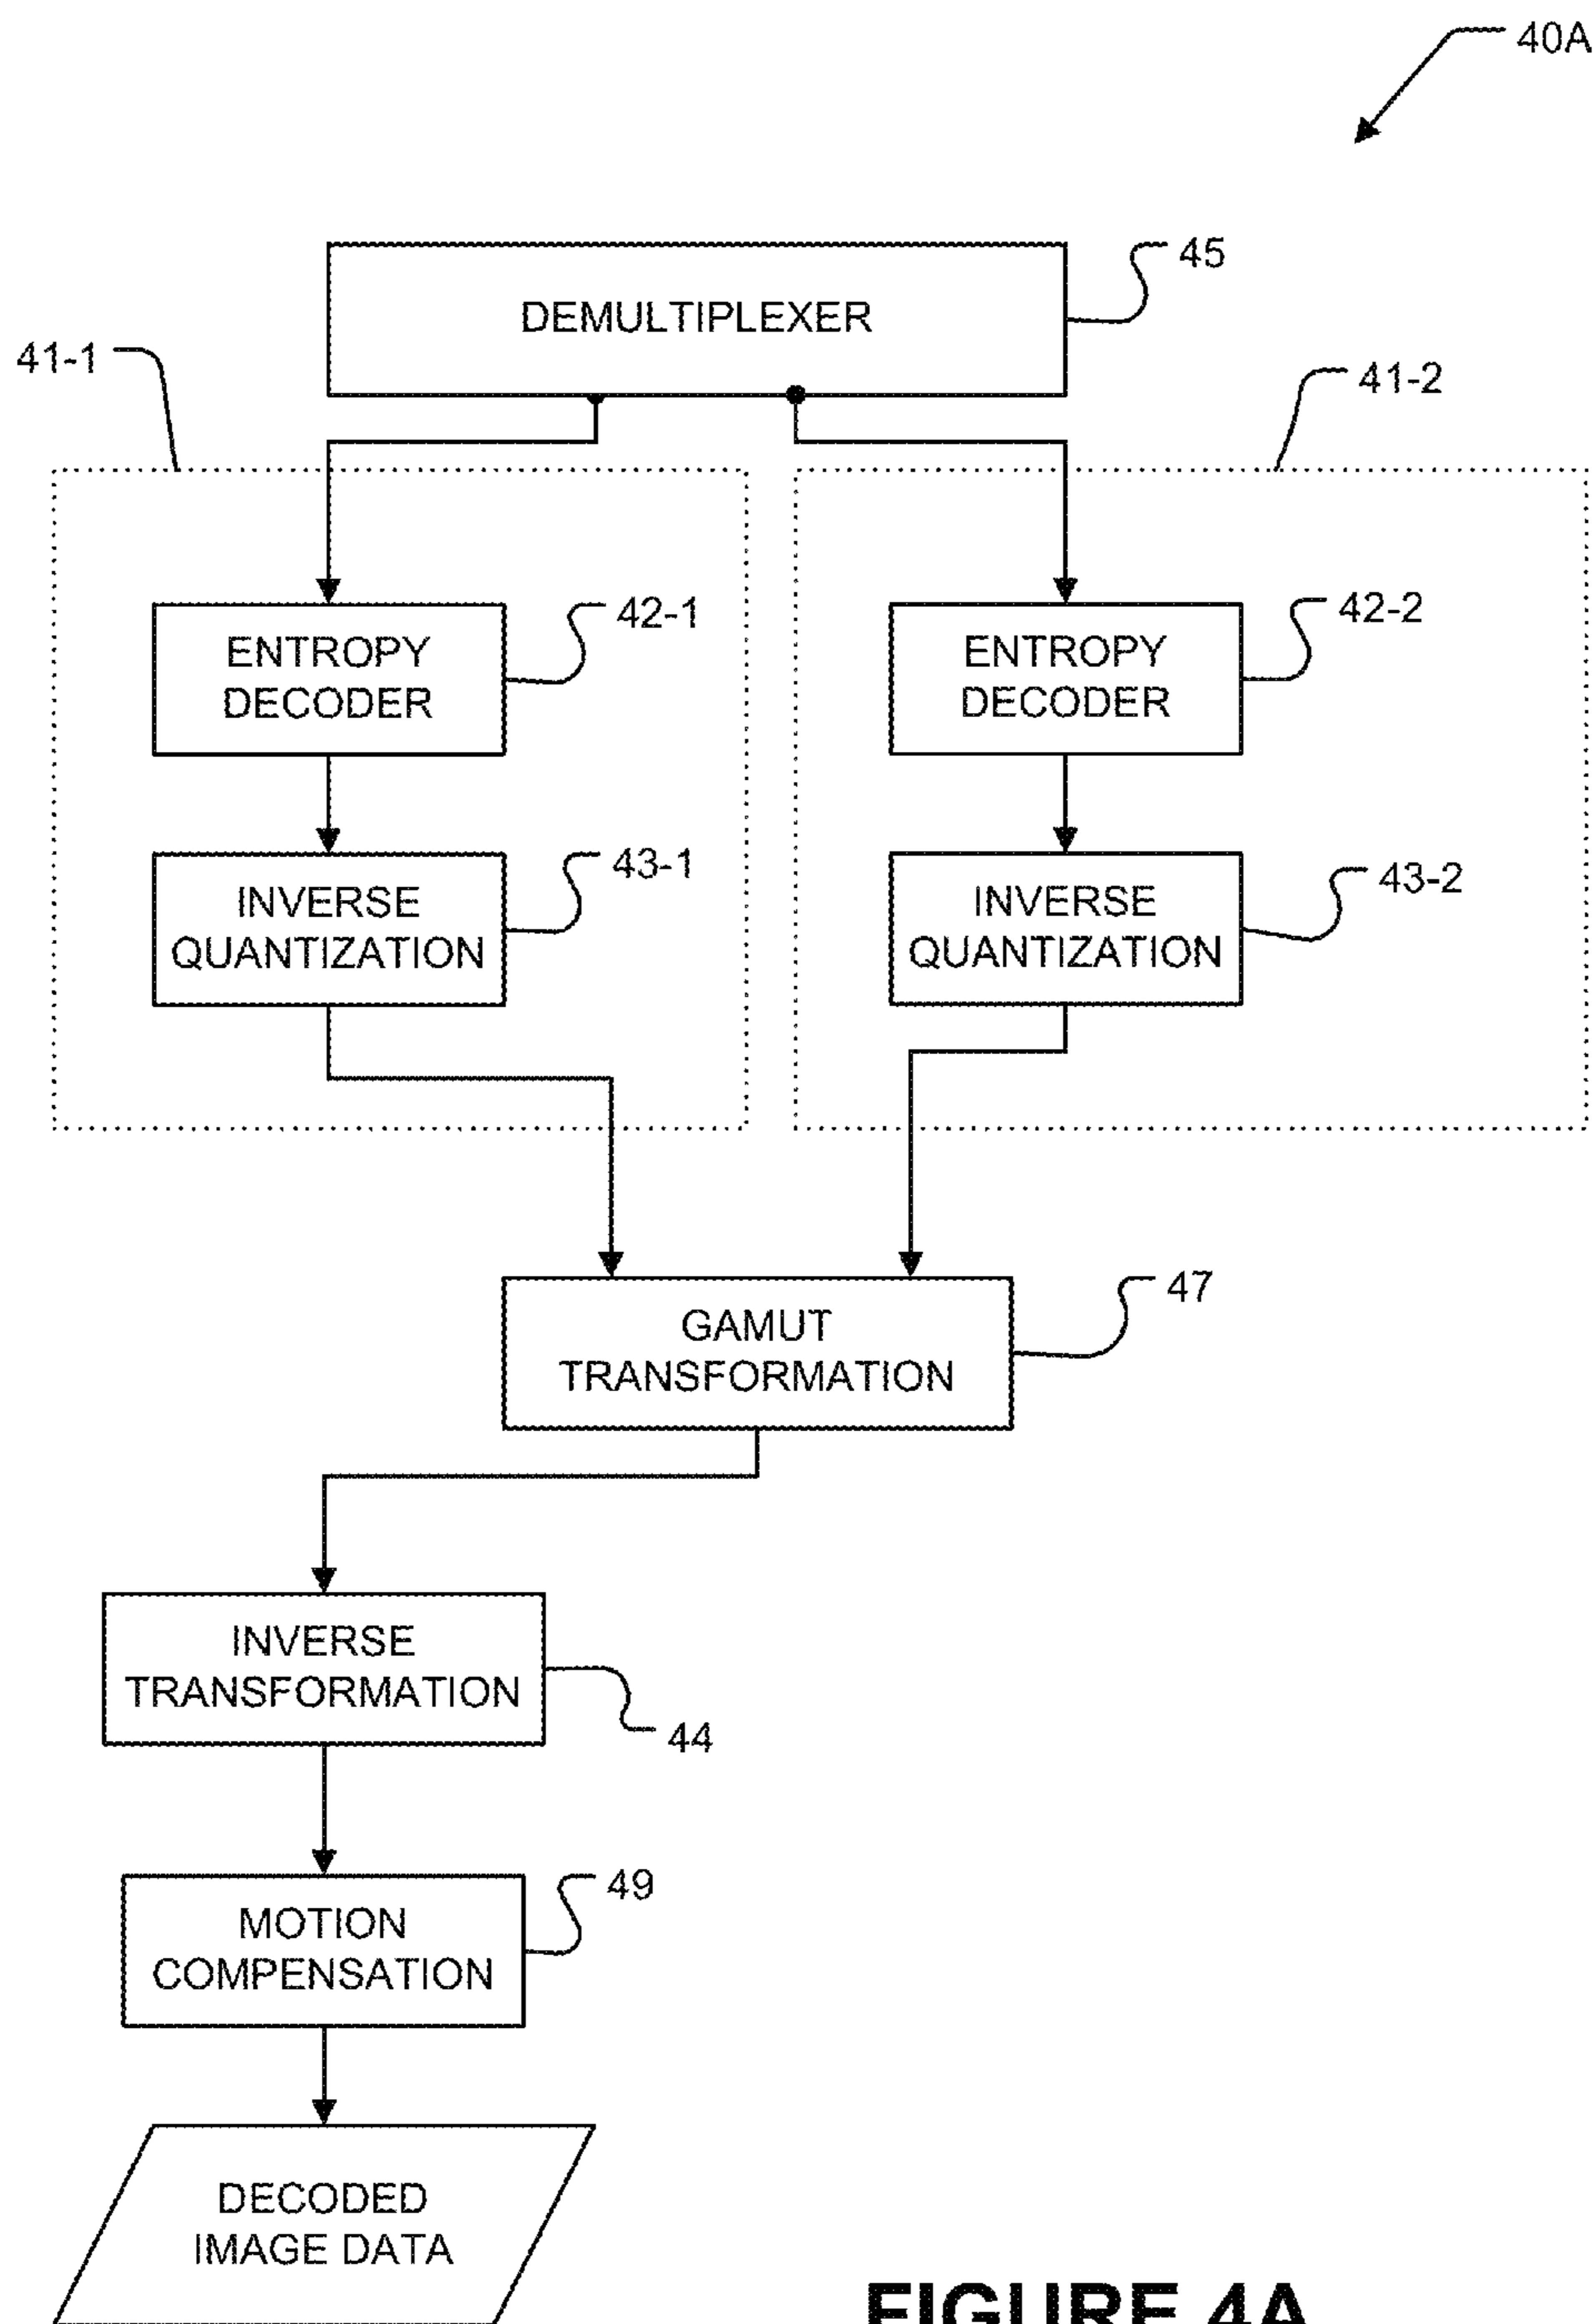 40A
45
DEMULTIPLEXER
41-1
41-2
42-1
42-2
ENTROPY
DECODER
ENTROPY
DECODER
43-1
43-2
INVERSE
QUANTIZATION
INVERSE
QUANTIZATION
47
GAMUT
TRANSFORMATION
INVERSE
TRANSFORMATION
44
49
MOTION
COMPENSATION
DECODED
IMAGE DATA
FIGURE 4A